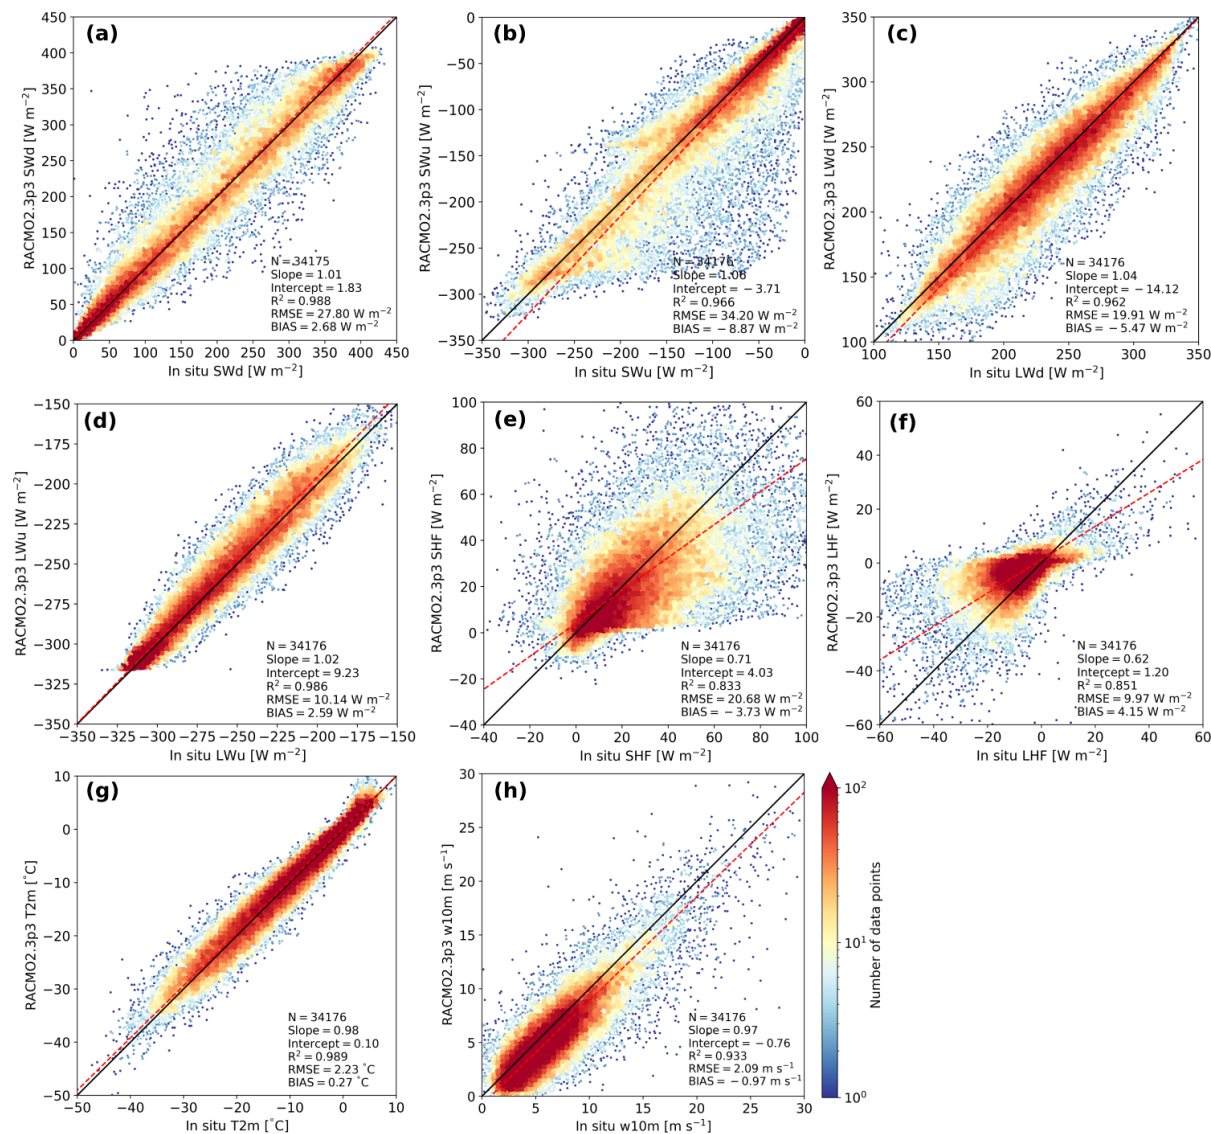 (a)
RACMO2.3p3 SWd [W m−2]
450
400
350
300
250
200
150
100
50
0
N = 34175
Slope = 1.01
Intercept = 1.83
R2 = 0.988
RMSE = 27.80 W m−2
BIAS = 2.68 W m−2
0 50 100 150 200 250 300 350 400 450
In situ SWd [W m−2]
(b)
RACMO2.3p3 SWu [W m−2]
0
−50
−100
−150
−200
−250
−300
−350
N = 34176
Slope = 1.06
Intercept = − 3.71
R2 = 0.966
RMSE = 34.20 W m−2
BIAS = − 8.87 W m−2
−350 −300 −250 −200 −150 −100 −50 0
In situ SWu [W m−2]
(c)
RACMO2.3p3 LWd [W m−2]
350
300
250
200
150
100
N = 34176
Slope = 1.04
Intercept = − 14.12
R2 = 0.962
RMSE = 19.91 W m−2
BIAS = − 5.47 W m−2
100 150 200 250 300 350
In situ LWd [W m−2]
(d)
RACMO2.3p3 LWu [W m−2]
−150
−175
−200
−225
−250
−275
−300
−325
−350
N = 34176
Slope = 1.02
Intercept = 9.23
R2 = 0.986
RMSE = 10.14 W m−2
BIAS = 2.59 W m−2
−350 −325 −300 −275 −250 −225 −200 −175 −150
In situ LWu [W m−2]
(e)
RACMO2.3p3 SHF [W m−2]
100
80
60
40
20
0
−20
−40
N = 34176
Slope = 0.71
Intercept = 4.03
R2 = 0.833
RMSE = 20.68 W m−2
BIAS = − 3.73 W m−2
−40 −20 0 20 40 60 80 100
In situ SHF [W m−2]
(f)
RACMO2.3p3 LHF [W m−2]
60
40
20
0
−20
−40
−60
N = 34176
Slope = 0.62
Intercept = 1.20
R2 = 0.851
RMSE = 9.97 W m−2
BIAS = 4.15 W m−2
−60 −40 −20 0 20 40 60
In situ LHF [W m−2]
(g)
RACMO2.3p3 T2m [°C]
10
0
−10
−20
−30
−40
−50
N = 34176
Slope = 0.98
Intercept = 0.10
R2 = 0.989
RMSE = 2.23 °C
BIAS = 0.27 °C
−50 −40 −30 −20 −10 0 10
In situ T2m [°C]
(h)
RACMO2.3p3 w10m [m s−1]
30
25
20
15
10
5
0
N = 34176
Slope = 0.97
Intercept = − 0.76
R2 = 0.933
RMSE = 2.09 m s−1
BIAS = − 0.97 m s−1
0 5 10 15 20 25 30
In situ w10m [m s−1]
10^2
10^1
10^0
Number of data points